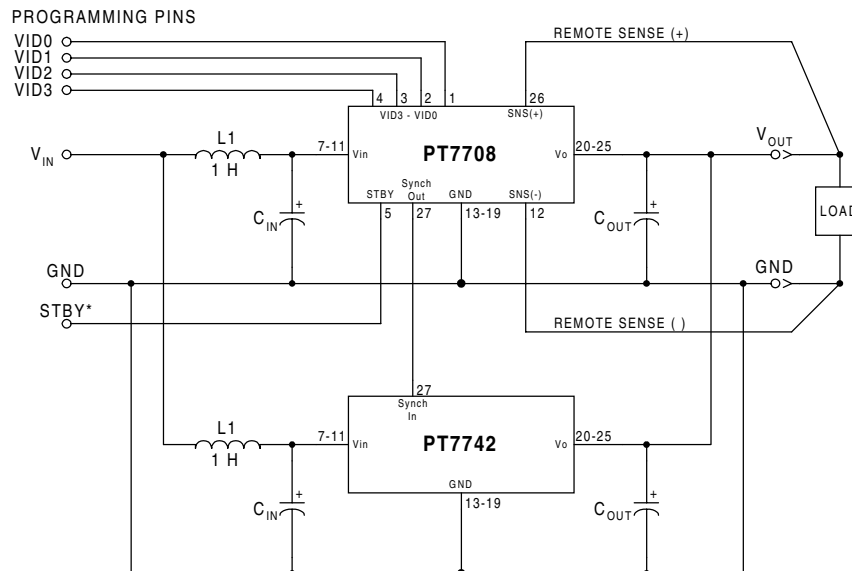 PROGRAMMING PINS
VID0
VID1
VID2
VID3
REMOTE SENSE (+)
4 3 2 1 26
VID3 - VID0 SNS(+)
L1
1 H
V IN
7-11
Vin
PT7708
Vo
20-25
V OUT
STBY
Synch
Out
GND
SNS(-)
5 27 13-19 12
C IN
+
C OUT
+
LOAD
GND
GND
STBY*
REMOTE SENSE ( )
27
Synch
In
L1
1 H
7-11
Vin
PT7742
Vo
20-25
GND
13-19
C IN
+
C OUT
+